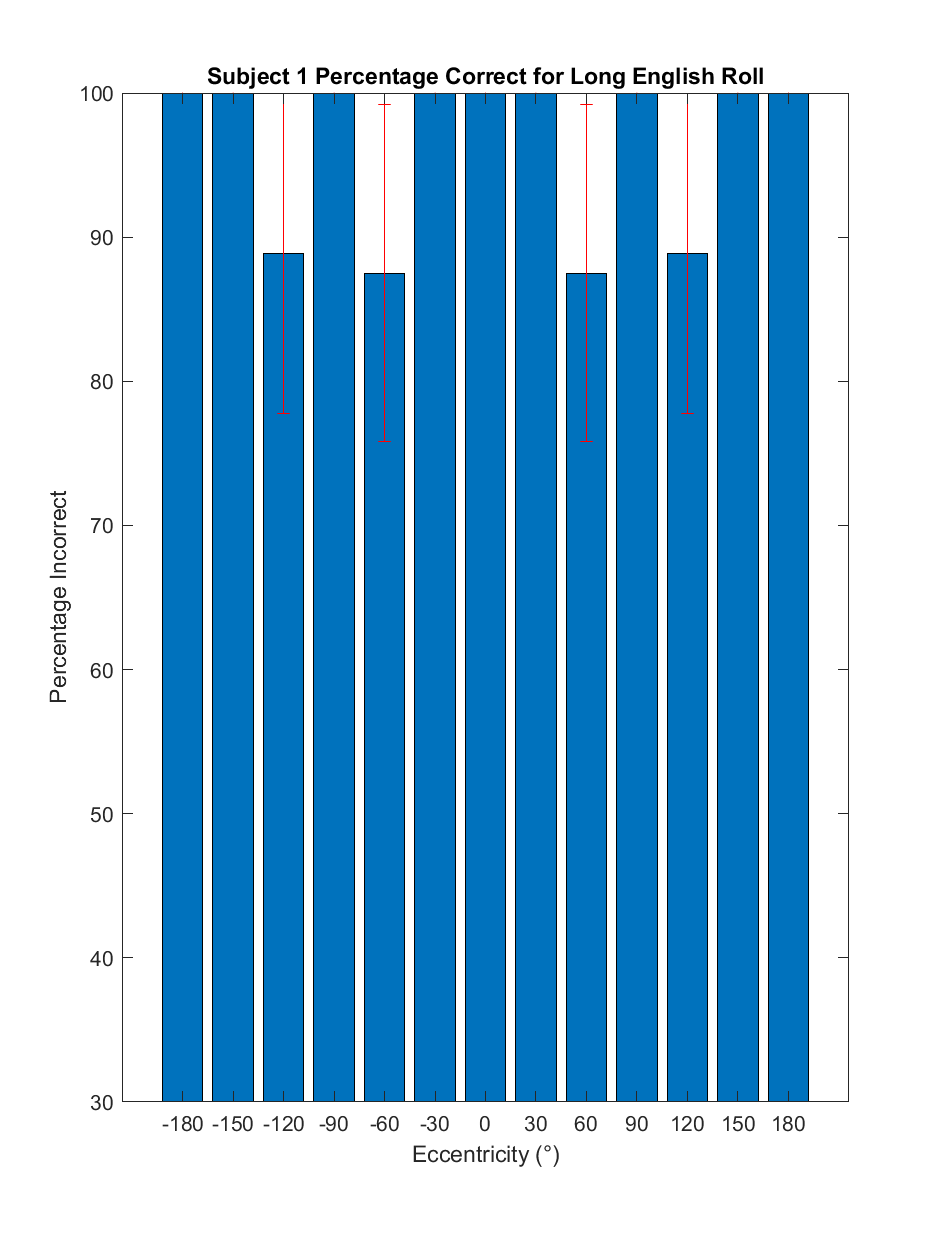 Subject 1 Percentage Correct for Long English Roll
100
90
80
70
60
50
40
30
Percentage Incorrect
-180 -150 -120 -90 -60 -30 0 30 60 90 120 150 180
Eccentricity (°)